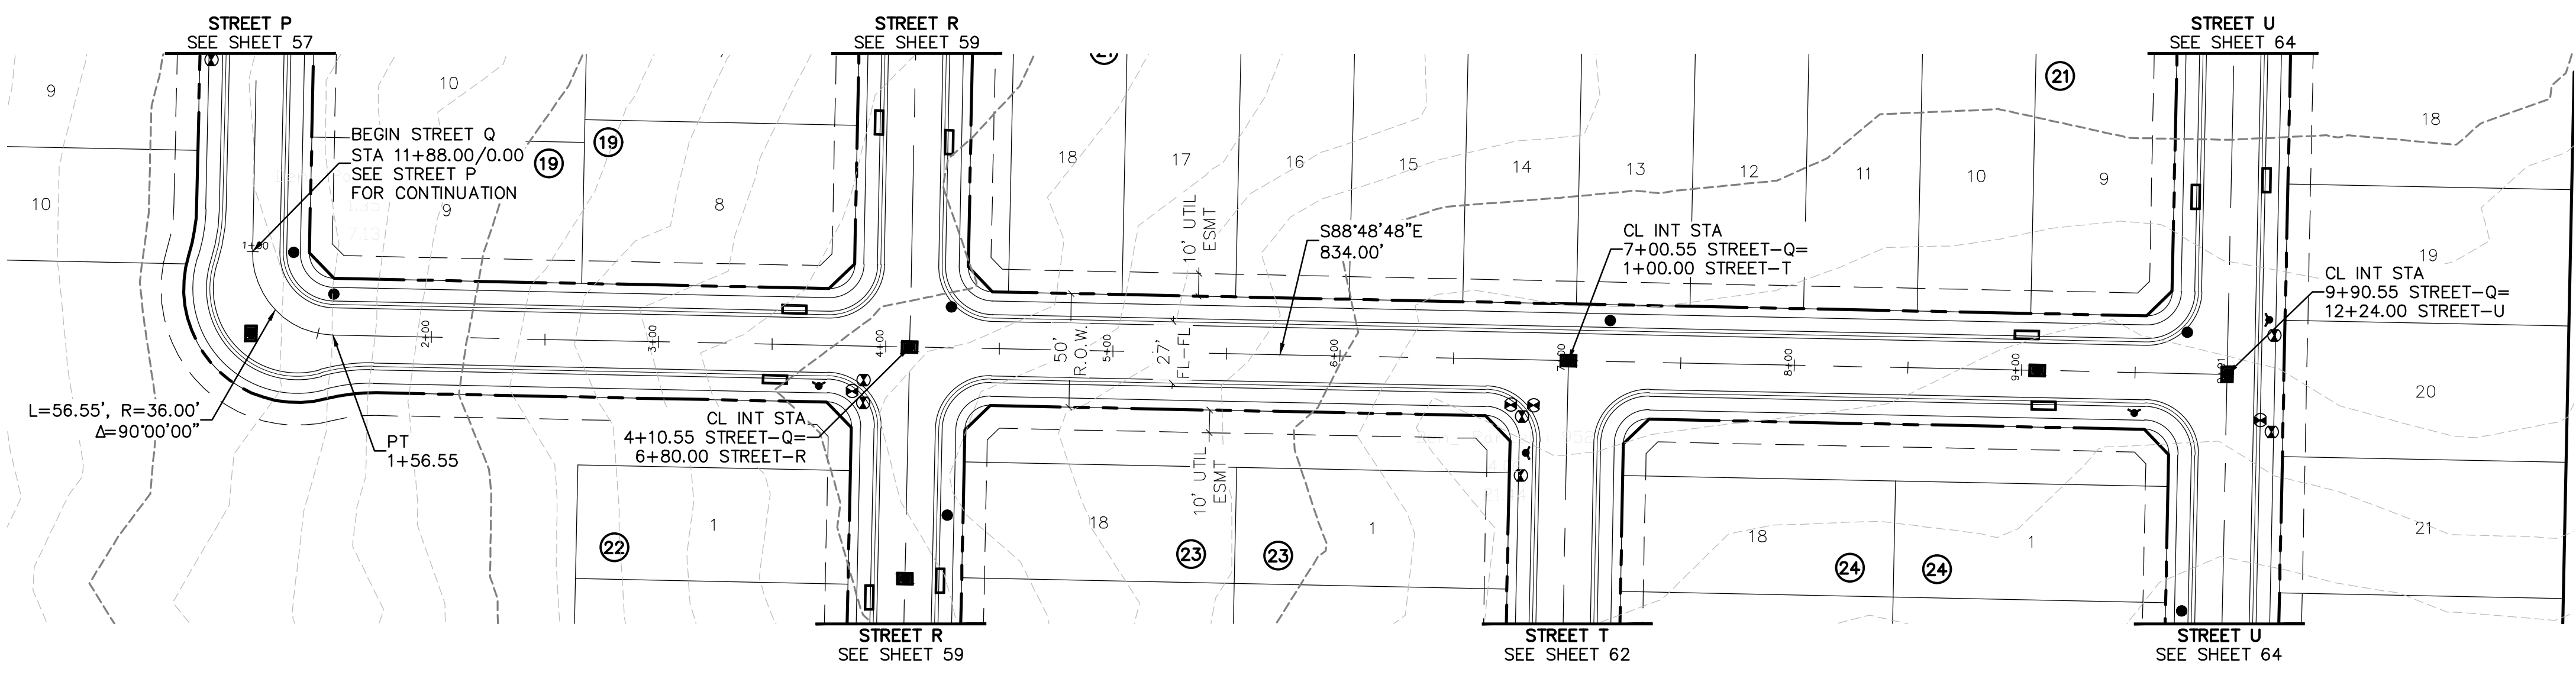 STREET P
SEE SHEET 57
STREET R
SEE SHEET 59
STREET U
SEE SHEET 64
21
9
10
10
19
19
BEGIN STREET Q
STA 11+88.00/0.00
SEE STREET P
FOR CONTINUATION
9
8
18
17
16
15
14
13
12
11
10
9
21
18
19
20
21
10' UTIL
ESMT
S88°48'48"E
834.00'
CL INT STA
7+00.55 STREET-Q=
1+00.00 STREET-T
CL INT STA
9+90.55 STREET-Q=
12+24.00 STREET-U
1+00
2+00
3+00
4+00
5+00
6+00
7+00
8+00
9+00
50'
R.O.W.
27'
FL-FL
L=56.55', R=36.00'
Δ=90°00'00"
PT
1+56.55
CL INT STA
4+10.55 STREET-Q=
6+80.00 STREET-R
10' UTIL
ESMT
22
1
18
23
23
1
18
24
24
1
STREET R
SEE SHEET 59
STREET T
SEE SHEET 62
STREET U
SEE SHEET 64